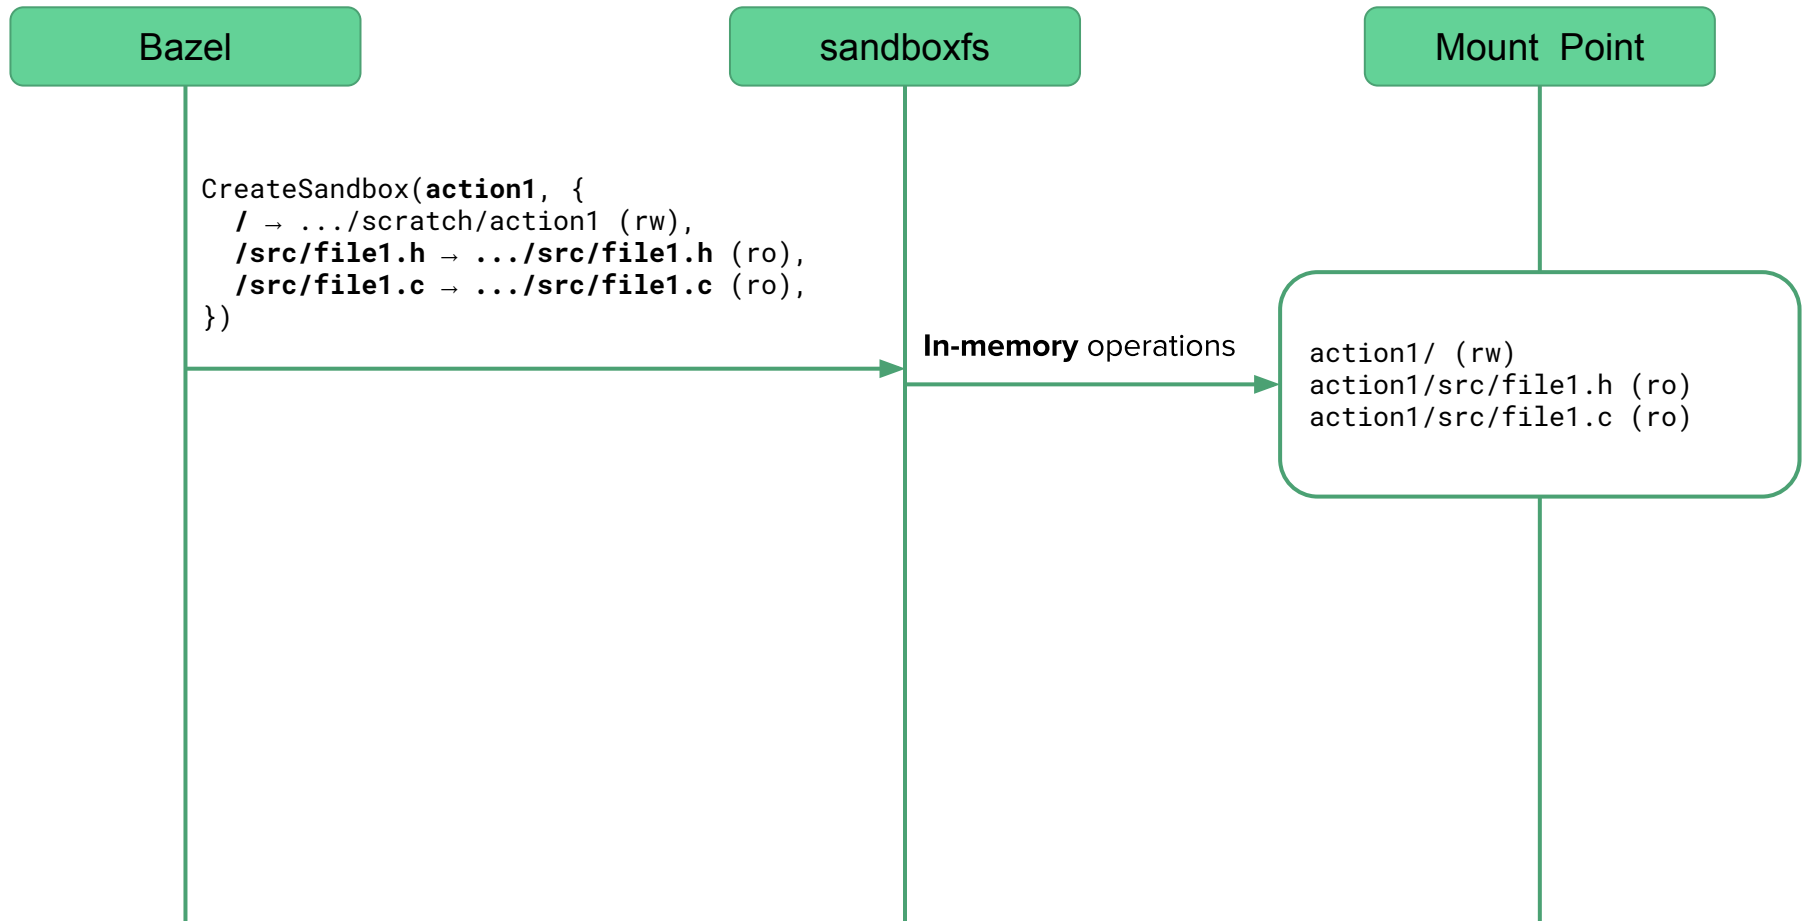 Bazel
sandboxfs
Mount Point
CreateSandbox(action1, {
/ → .../scratch/action1 (rw),
/src/file1.h → .../src/file1.h (ro),
/src/file1.c → .../src/file1.c (ro),
})
In-memory operations
action1/ (rw)
action1/src/file1.h (ro)
action1/src/file1.c (ro)